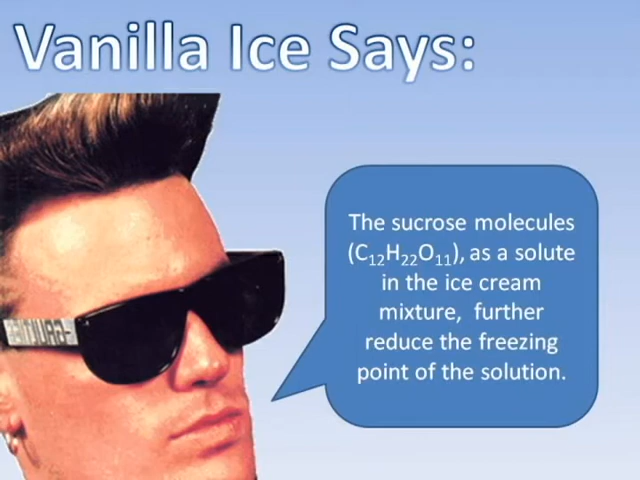 Vanilla Ice Says:
The sucrose molecules
(C₁₂H₂₂O₁₁), as a solute
in the ice cream
mixture,  further
reduce the freezing
point of the solution.